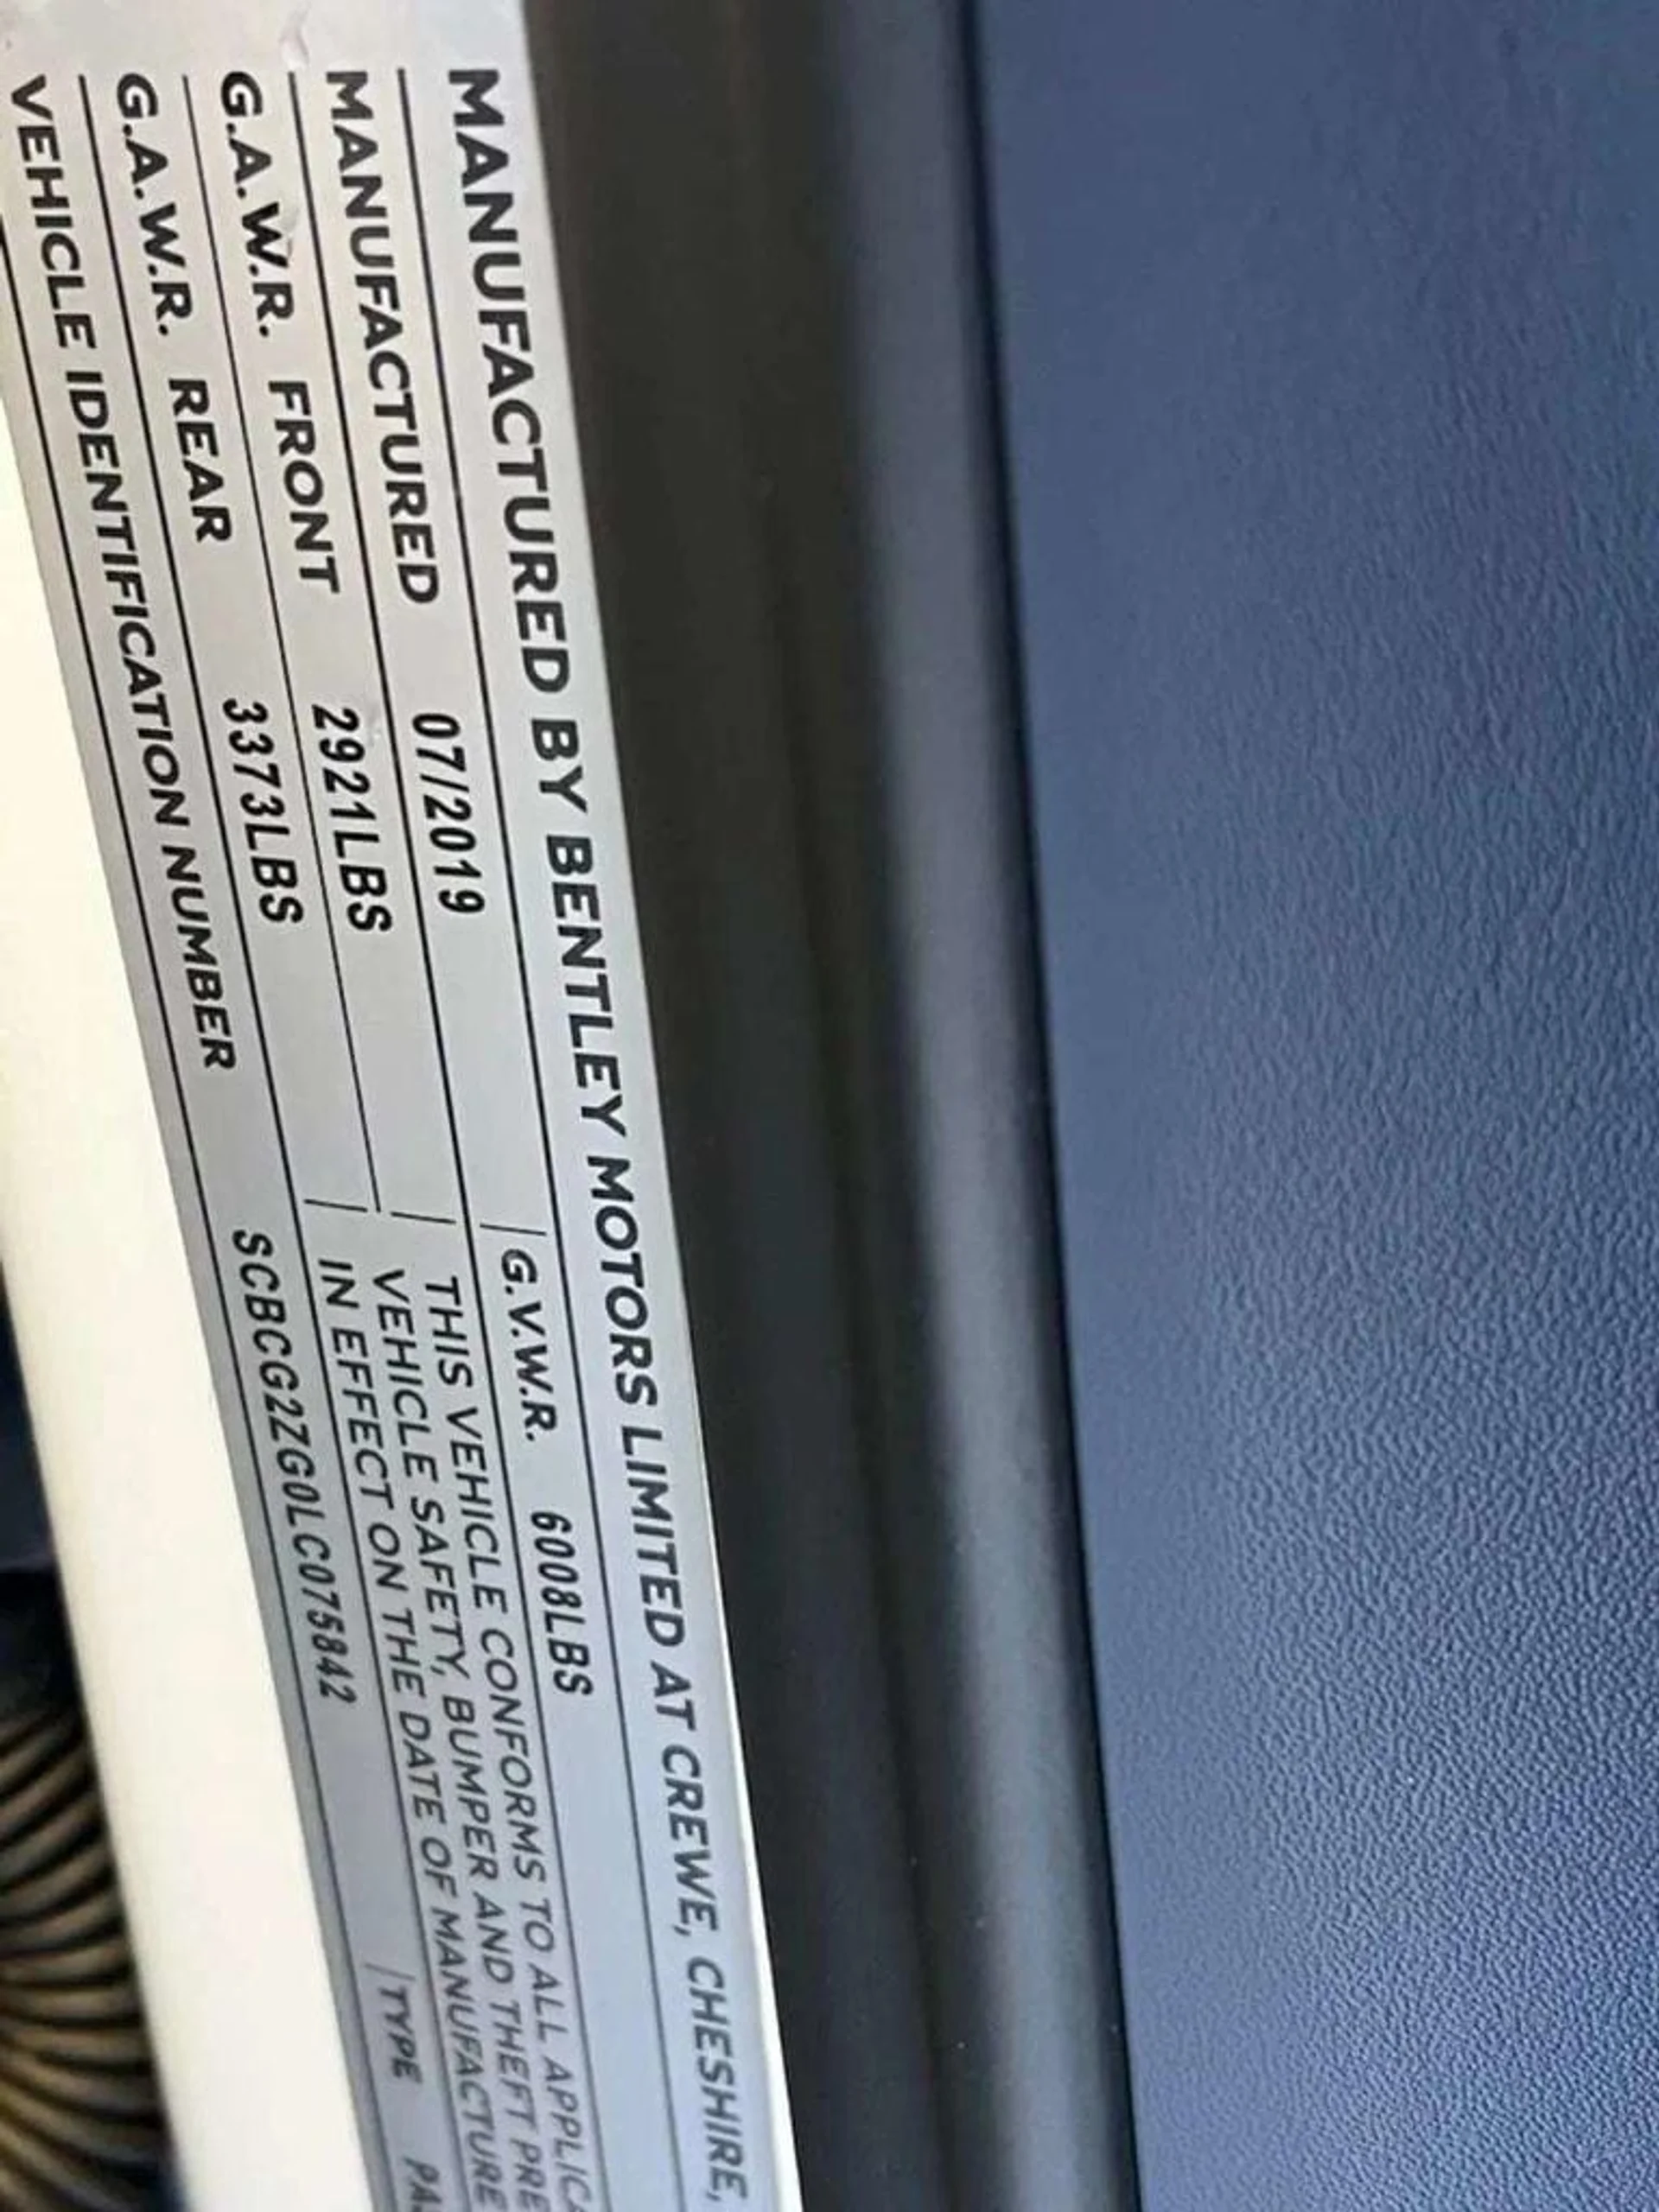 MANUFACTURED BY BENTLEY MOTORS LIMITED AT CREWE, CHESHIRE,
MANUFACTURED 07/2019 G.V.W.R. 6008LBS
G.A.W.R. FRONT 2921LBS THIS VEHICLE CONFORMS TO ALL APPLICA
G.A.W.R. REAR 3373LBS VEHICLE SAFETY, BUMPER AND THEFT PRE
IN EFFECT ON THE DATE OF MANUFACTURE
VEHICLE IDENTIFICATION NUMBER SCBCG2ZG0LC075842 TYPE PA